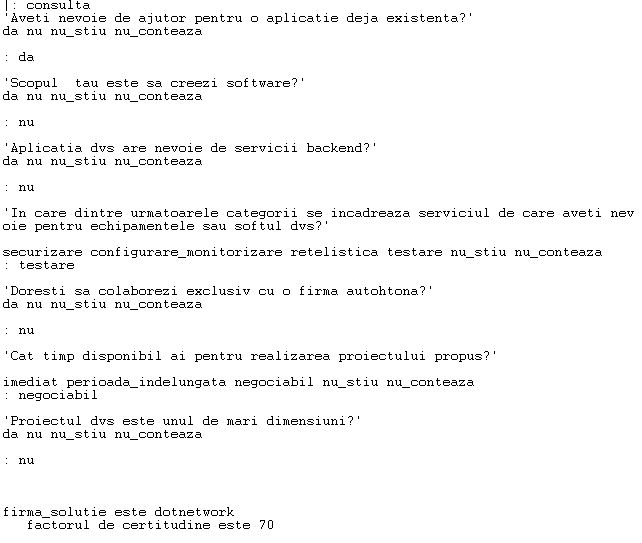 |: consulta
'Aveti nevoie de ajutor pentru o aplicatie deja existenta?'
da nu nu_stiu nu_conteaza
: da
'Scopul  tau este sa creezi software?'
da nu nu_stiu nu_conteaza
: nu
'Aplicatia dvs are nevoie de servicii backend?'
da nu nu_stiu nu_conteaza
: nu
'In care dintre urmatoarele categorii se incadreaza serviciul de care aveti nev
oie pentru echipamentele sau softul dvs?'
securizare configurare_monitorizare retelistica testare nu_stiu nu_conteaza
: testare
'Doresti sa colaborezi exclusiv cu o firma autohtona?'
da nu nu_stiu nu_conteaza
: nu
'Cat timp disponibil ai pentru realizarea proiectului propus?'
imediat perioada_indelungata negociabil nu_stiu nu_conteaza
: negociabil
'Proiectul dvs este unul de mari dimensiuni?'
da nu nu_stiu nu_conteaza
: nu
firma_solutie este dotnetwork
factorul de certitudine este 70